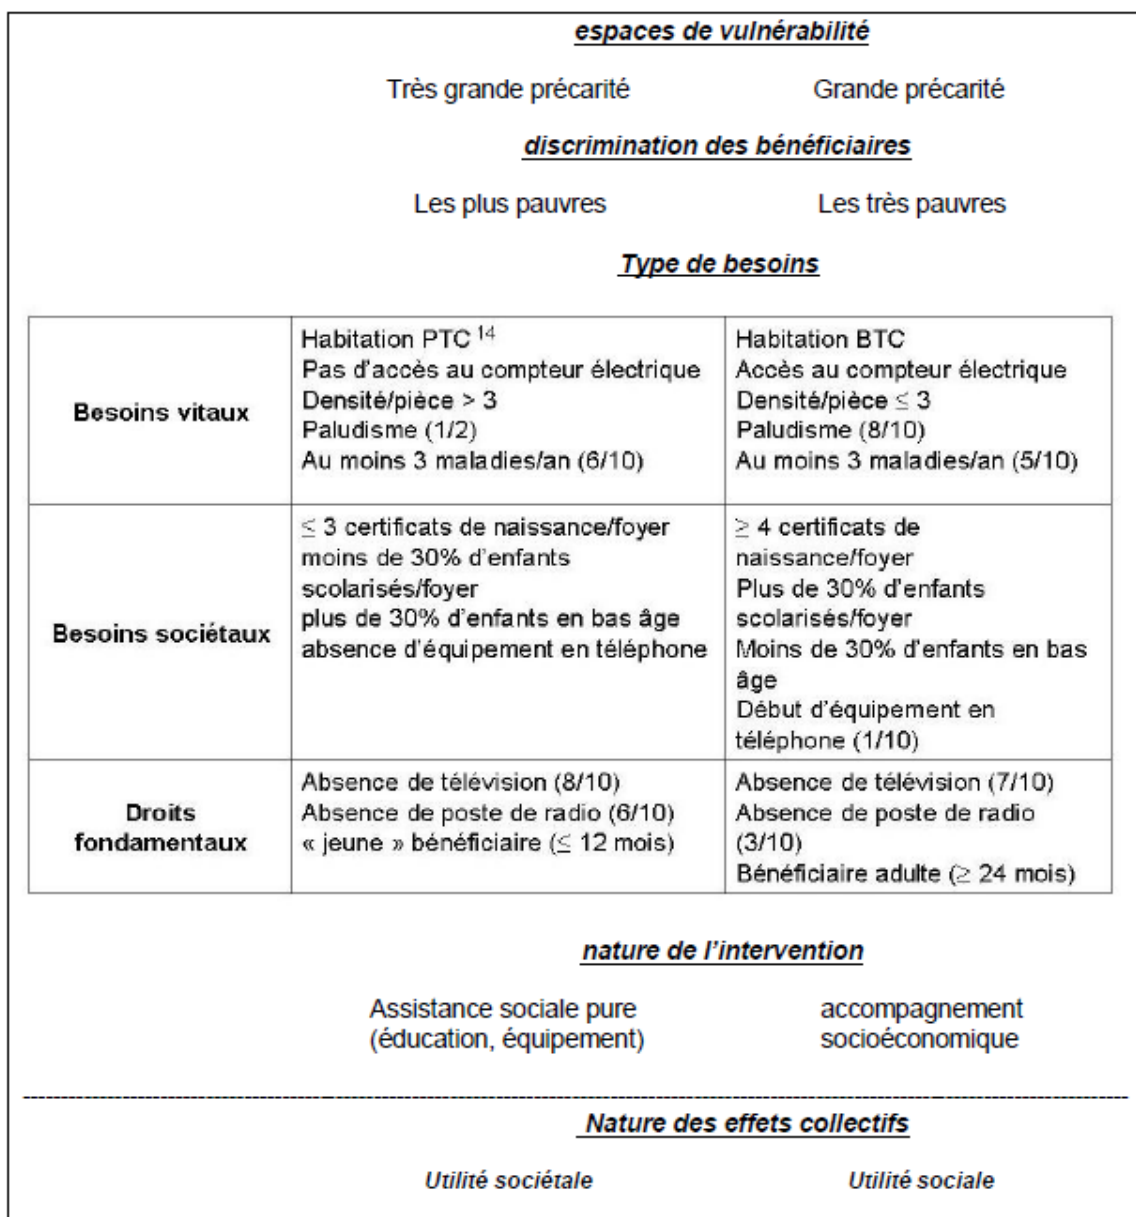 espaces de vulnérabilité
Très grande précarité Grande précarité
discrimination des bénéficiaires
Les plus pauvres Les très pauvres
Type de besoins
Besoins vitaux
Habitation PTC 14
Pas d'accès au compteur électrique
Densité/pièce > 3
Paludisme (1/2)
Au moins 3 maladies/an (6/10)
Habitation BTC
Accès au compteur électrique
Densité/pièce ≤ 3
Paludisme (8/10)
Au moins 3 maladies/an (5/10)
Besoins sociétaux
≤ 3 certificats de naissance/foyer
moins de 30% d'enfants
scolarisés/foyer
plus de 30% d'enfants en bas âge
absence d'équipement en téléphone
≥ 4 certificats de
naissance/foyer
Plus de 30% d'enfants
scolarisés/foyer
Moins de 30% d'enfants en bas
âge
Début d'équipement en
téléphone (1/10)
Droits
fondamentaux
Absence de télévision (8/10)
Absence de poste de radio (6/10)
« jeune » bénéficiaire (≤ 12 mois)
Absence de télévision (7/10)
Absence de poste de radio
(3/10)
Bénéficiaire adulte (≥ 24 mois)
nature de l'intervention
Assistance sociale pure
(éducation, équipement)
accompagnement
socioéconomique
Nature des effets collectifs
Utilité sociétale Utilité sociale